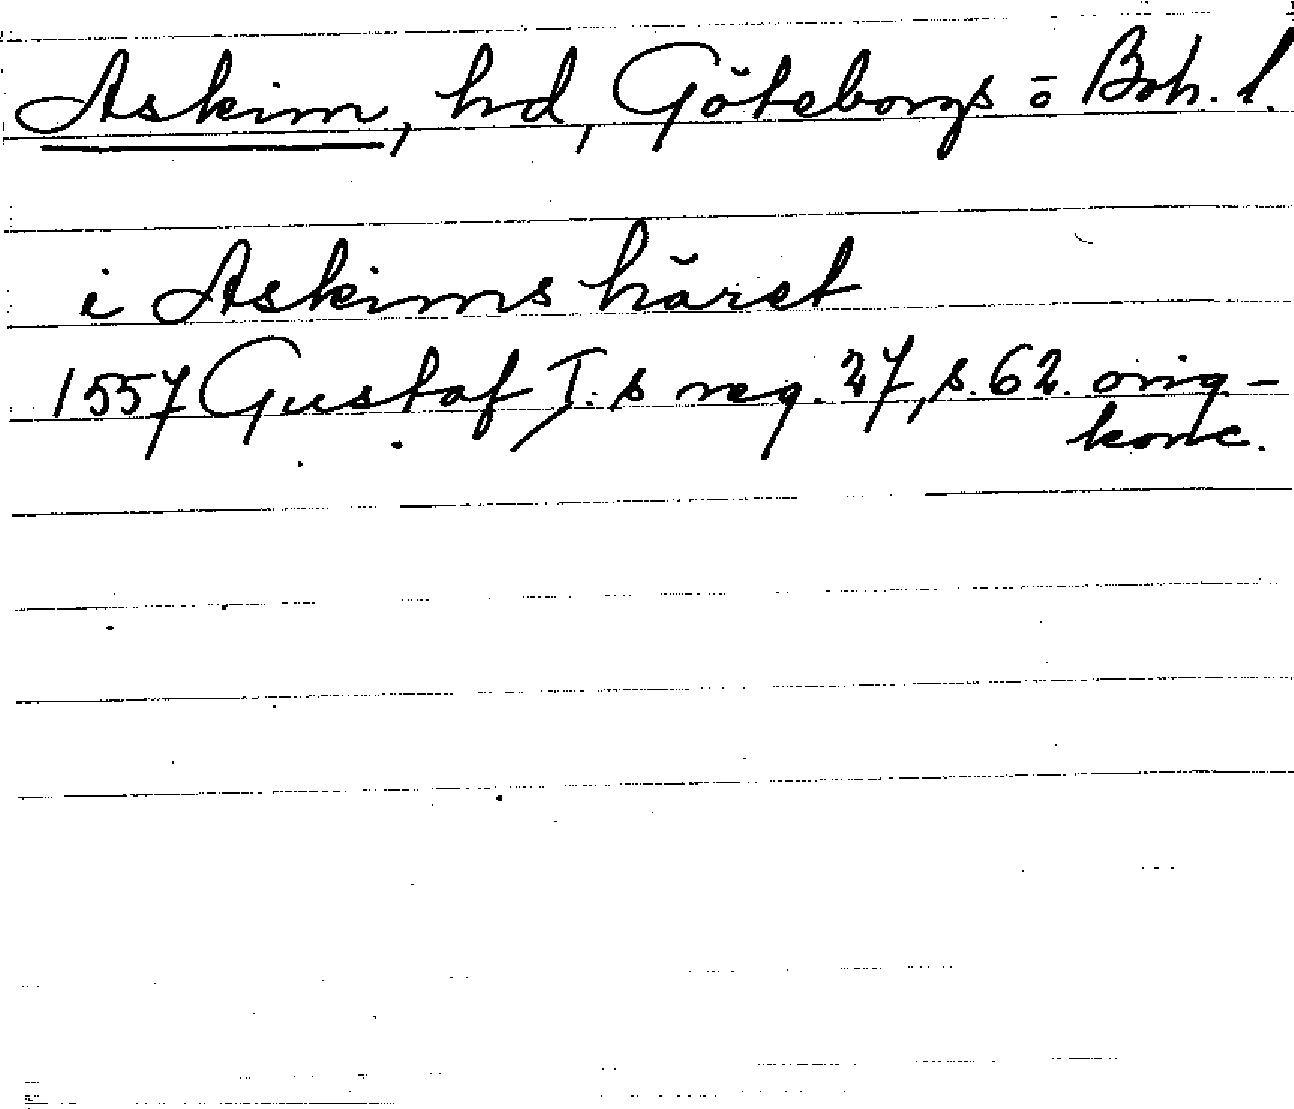 Askim, hd, Göteborgs ō Boh. l.
i Askims häret
1557 Gustaf I.s reg. 27, s. 62. orig-
konc.